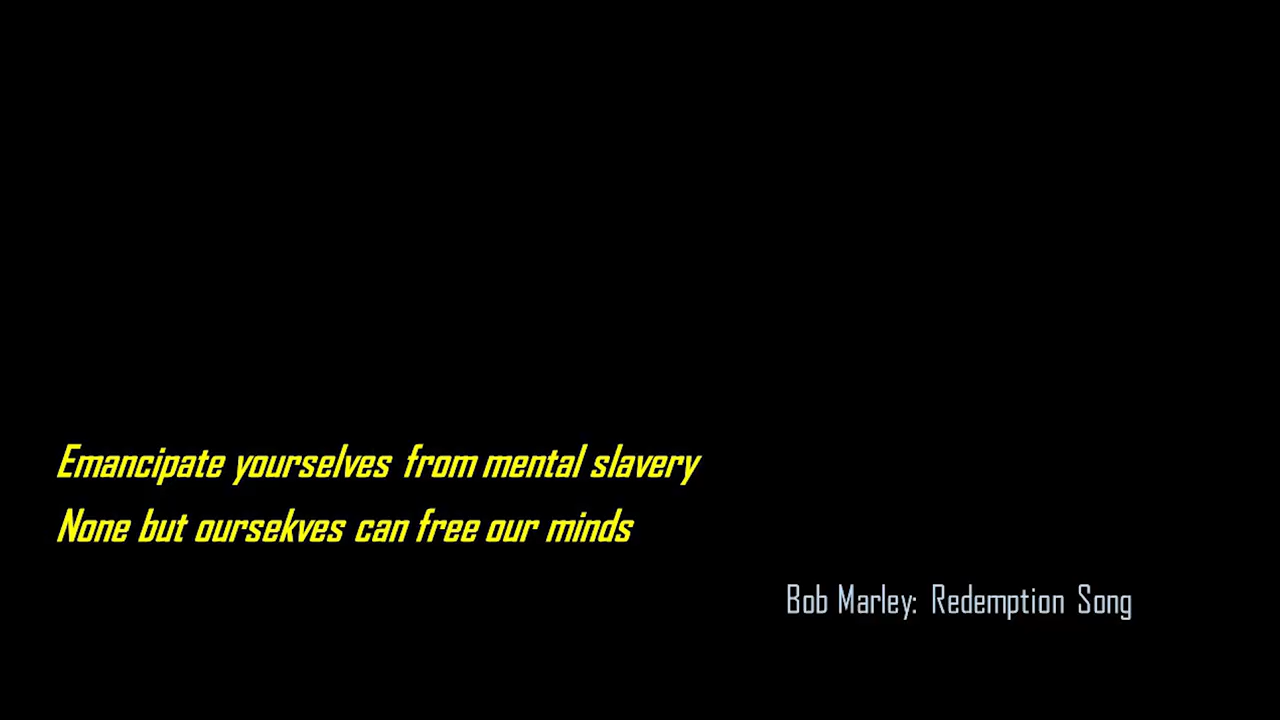 Emancipate yourselves from mental slavery
None but oursekves can free our minds
Bob Marley: Redemption Song